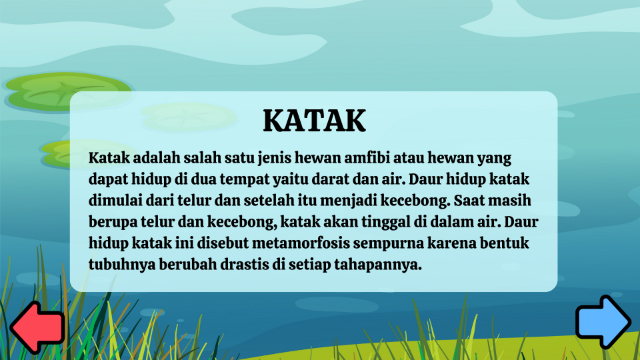 KATAK
Katak adalah salah satu jenis hewan amfibi atau hewan yang
dapat hidup di dua tempat yaitu darat dan air. Daur hidup katak
dimulai dari telur dan setelah itu menjadi kecebong. Saat masih
berupa telur dan kecebong, katak akan tinggal di dalam air. Daur
hidup katak ini disebut metamorfosis sempurna karena bentuk
tubuhnya berubah drastis di setiap tahapannya.